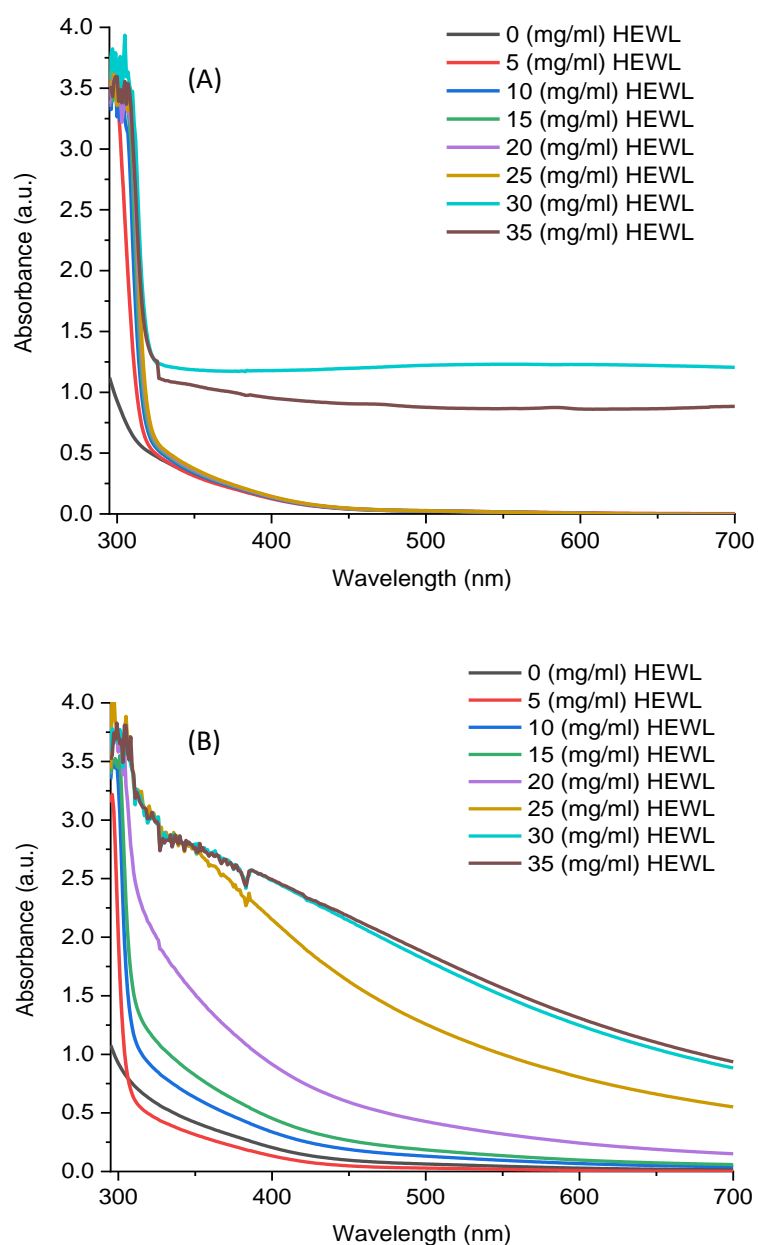 4.0
3.5
3.0
2.5
2.0
1.5
1.0
0.5
0.0
Absorbance (a.u.)
(A)
0 (mg/ml) HEWL
5 (mg/ml) HEWL
10 (mg/ml) HEWL
15 (mg/ml) HEWL
20 (mg/ml) HEWL
25 (mg/ml) HEWL
30 (mg/ml) HEWL
35 (mg/ml) HEWL
300 400 500 600 700
Wavelength (nm)
4.0
3.5
3.0
2.5
2.0
1.5
1.0
0.5
0.0
Absorbance (a.u.)
(B)
0 (mg/ml) HEWL
5 (mg/ml) HEWL
10 (mg/ml) HEWL
15 (mg/ml) HEWL
20 (mg/ml) HEWL
25 (mg/ml) HEWL
30 (mg/ml) HEWL
35 (mg/ml) HEWL
300 400 500 600 700
Wavelength (nm)